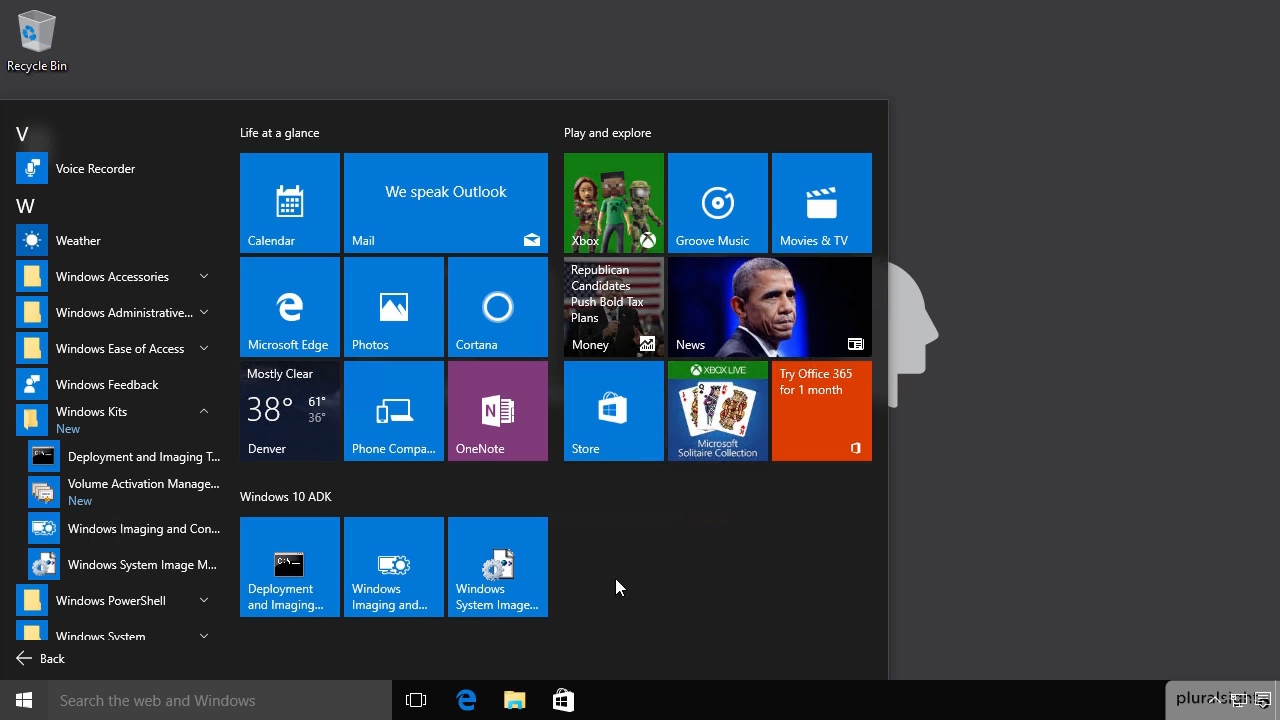 Recycle Bin
V
Voice Recorder
W
Weather
Windows Accessories
Windows Administrative...
Windows Ease of Access
Windows Feedback
Windows Kits
New
Deployment and Imaging T...
Volume Activation Manage...
New
Windows Imaging and Con...
Windows System Image M...
Windows PowerShell
Windows System
Back
Life at a glance
Calendar
We speak Outlook
Mail
Microsoft Edge
Photos
Cortana
Mostly Clear
38° 61°
36°
Denver
Phone Compa...
OneNote
Windows 10 ADK
C:\
Deployment
and Imaging...
Windows
Imaging and...
Windows
System Image...
Play and explore
Xbox
Groove Music
Movies & TV
Republican
Candidates
Push Bold Tax
Plans
Money
News
Store
XBOX LIVE
Microsoft
Solitaire Collection
Try Office 365
for 1 month
Search the web and Windows